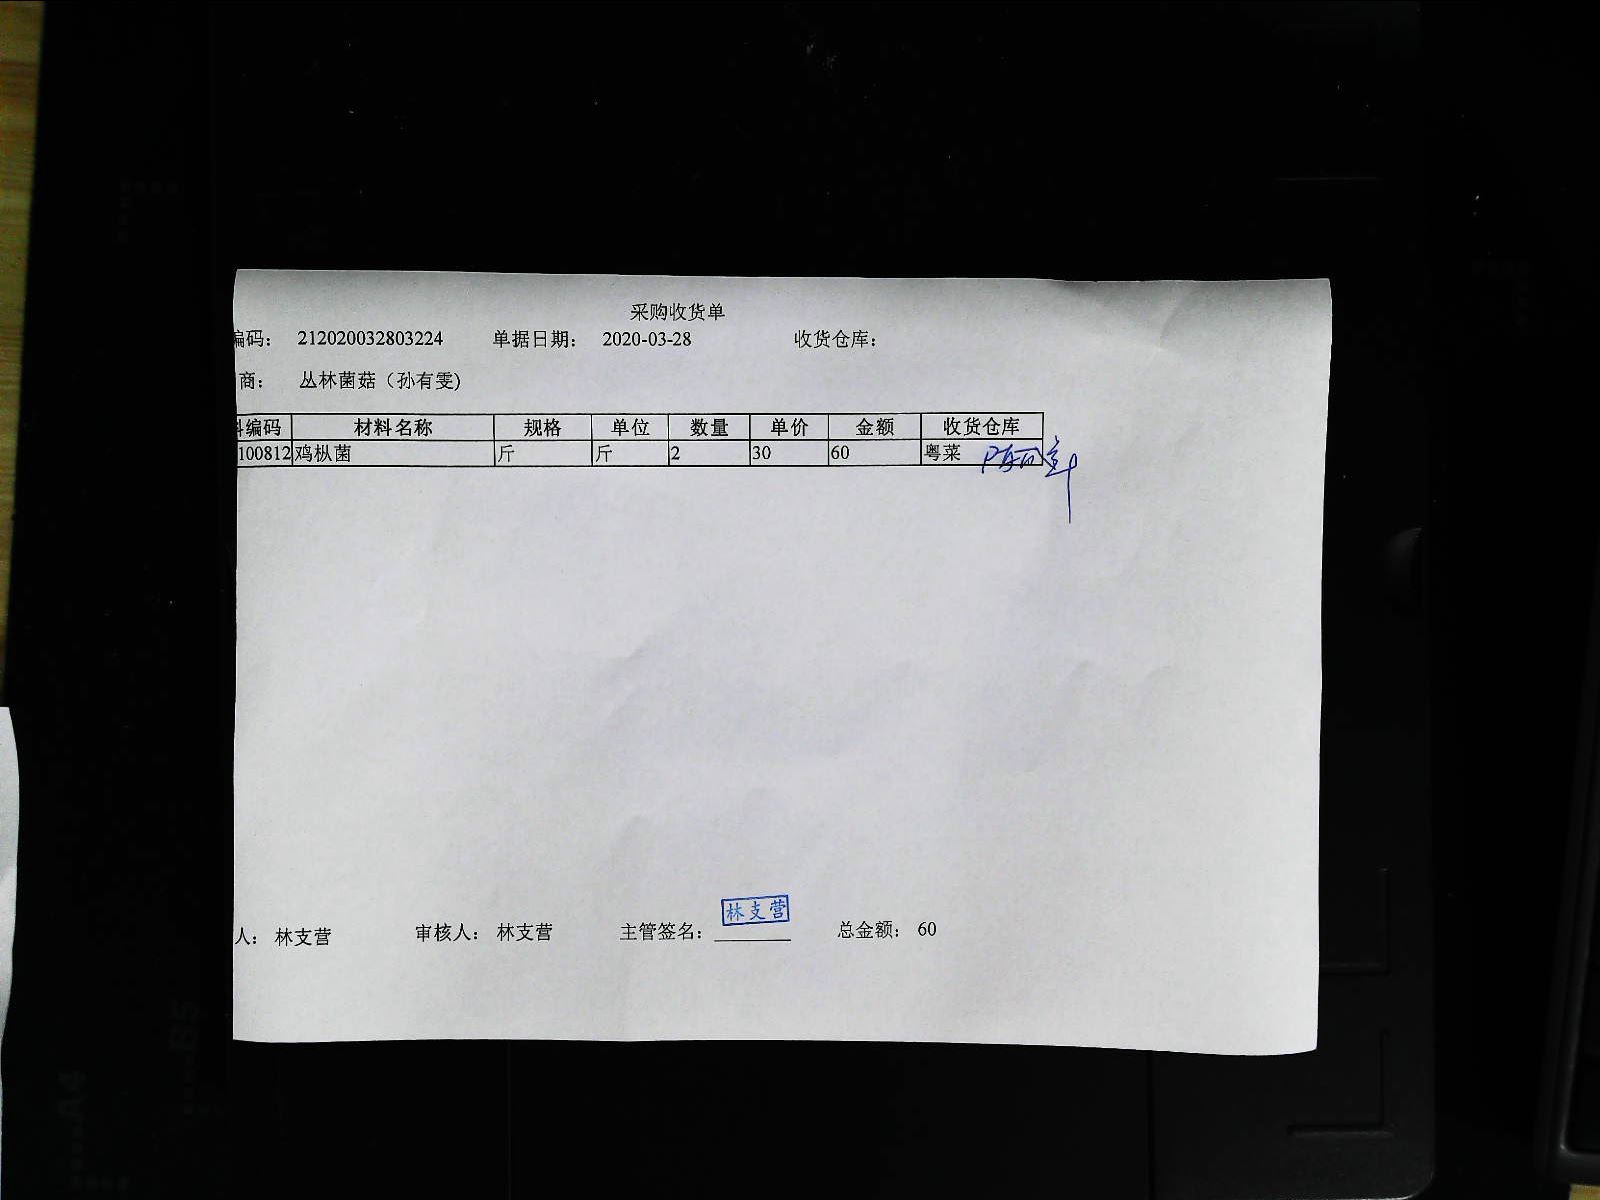 采购收货单
编码： 212020032803224 单据日期： 2020-03-28 收货仓库：
商： 丛林菌菇（孙有雯)
编码 材料名称 规格 单位 数量 单价 金额 收货仓库
100812 鸡枞菌 斤 斤 2 30 60 粤菜
林支营
人： 林支营 审核人： 林支营 主管签名： 总金额： 60